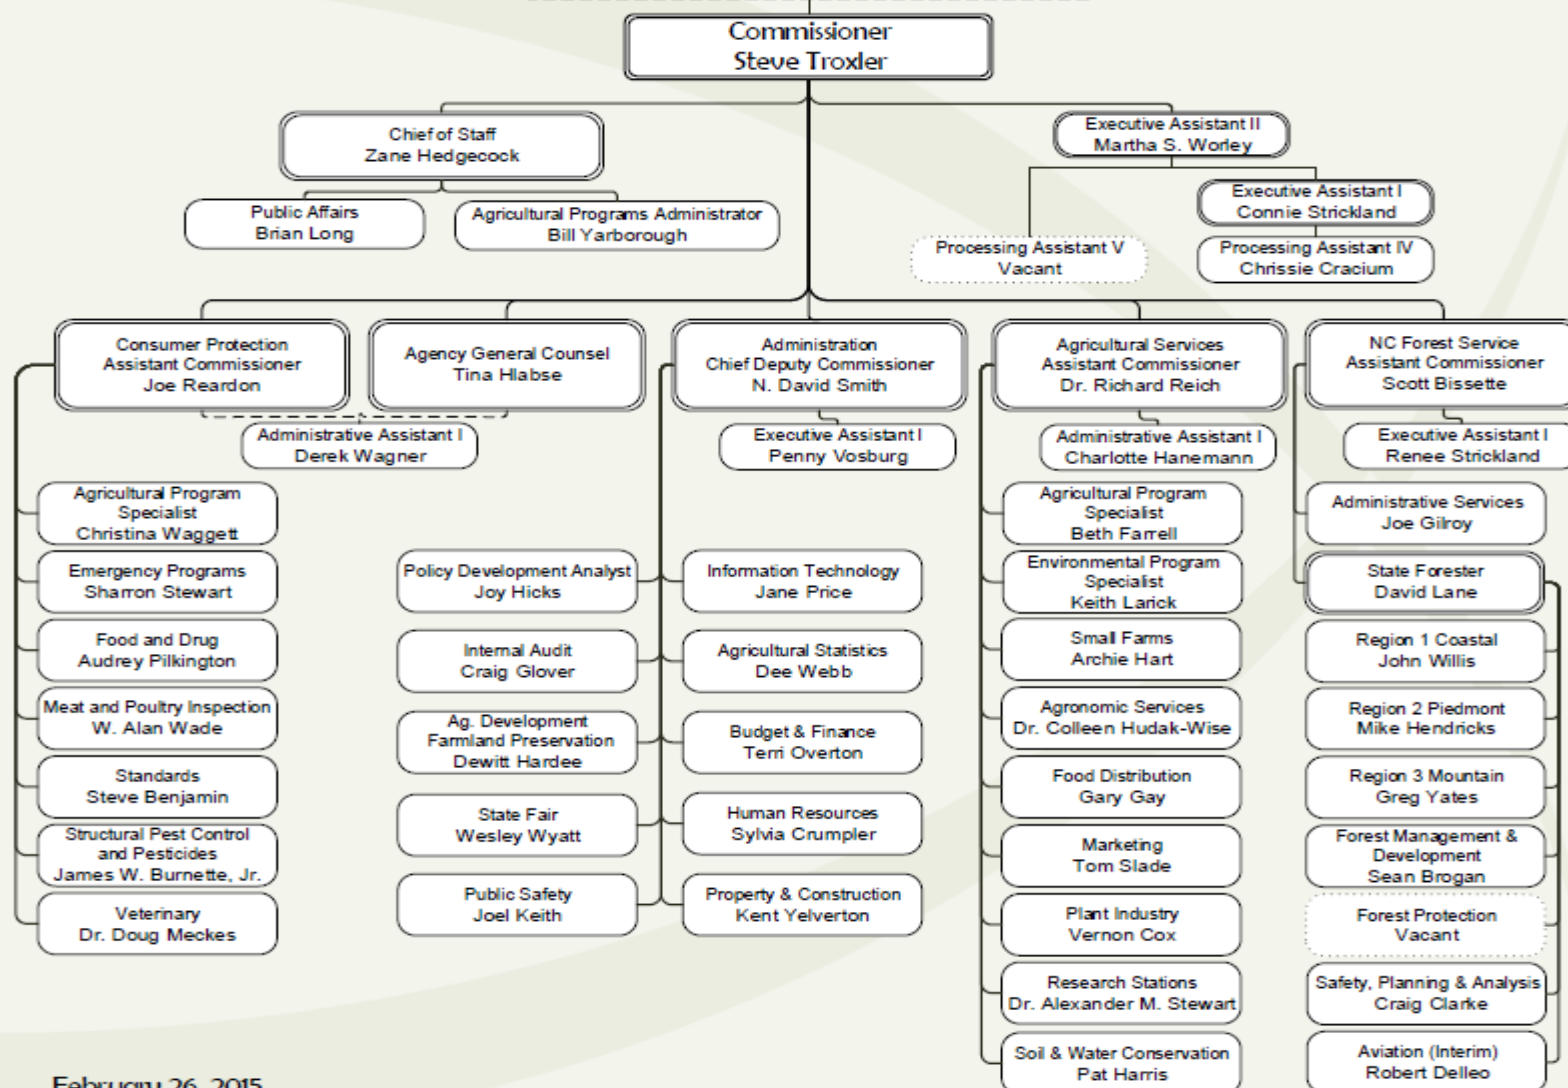 Commissioner
Steve Troxler
Chief of Staff
Zane Hedgecock
Executive Assistant II
Martha S. Worley
Public Affairs
Brian Long
Agricultural Programs Administrator
Bill Yarborough
Executive Assistant I
Connie Strickland
Processing Assistant V
Vacant
Processing Assistant IV
Chrissie Cracium
Consumer Protection
Assistant Commissioner
Joe Reardon
Agency General Counsel
Tina Hlabse
Administration
Chief Deputy Commissioner
N. David Smith
Agricultural Services
Assistant Commissioner
Dr. Richard Reich
NC Forest Service
Assistant Commissioner
Scott Bissette
Administrative Assistant I
Derek Wagner
Executive Assistant I
Penny Vosburg
Administrative Assistant I
Charlotte Hanemann
Executive Assistant I
Renee Strickland
Agricultural Program
Specialist
Christina Waggett
Emergency Programs
Sharron Stewart
Food and Drug
Audrey Pilkington
Meat and Poultry Inspection
W. Alan Wade
Standards
Steve Benjamin
Structural Pest Control
and Pesticides
James W. Burnette, Jr.
Veterinary
Dr. Doug Meckes
Policy Development Analyst
Joy Hicks
Internal Audit
Craig Glover
Ag. Development
Farmland Preservation
Dewitt Hardee
State Fair
Wesley Wyatt
Public Safety
Joel Keith
Information Technology
Jane Price
Agricultural Statistics
Dee Webb
Budget & Finance
Terri Overton
Human Resources
Sylvia Crumpler
Property & Construction
Kent Yelverton
Agricultural Program
Specialist
Beth Farrell
Environmental Program
Specialist
Keith Larick
Small Farms
Archie Hart
Agronomic Services
Dr. Colleen Hudak-Wise
Food Distribution
Gary Gay
Marketing
Tom Slade
Plant Industry
Vernon Cox
Research Stations
Dr. Alexander M. Stewart
Soil & Water Conservation
Pat Harris
Administrative Services
Joe Gilroy
State Forester
David Lane
Region 1 Coastal
John Willis
Region 2 Piedmont
Mike Hendricks
Region 3 Mountain
Greg Yates
Forest Management &
Development
Sean Brogan
Forest Protection
Vacant
Safety, Planning & Analysis
Craig Clarke
Aviation (Interim)
Robert Delleo
February 26, 2015